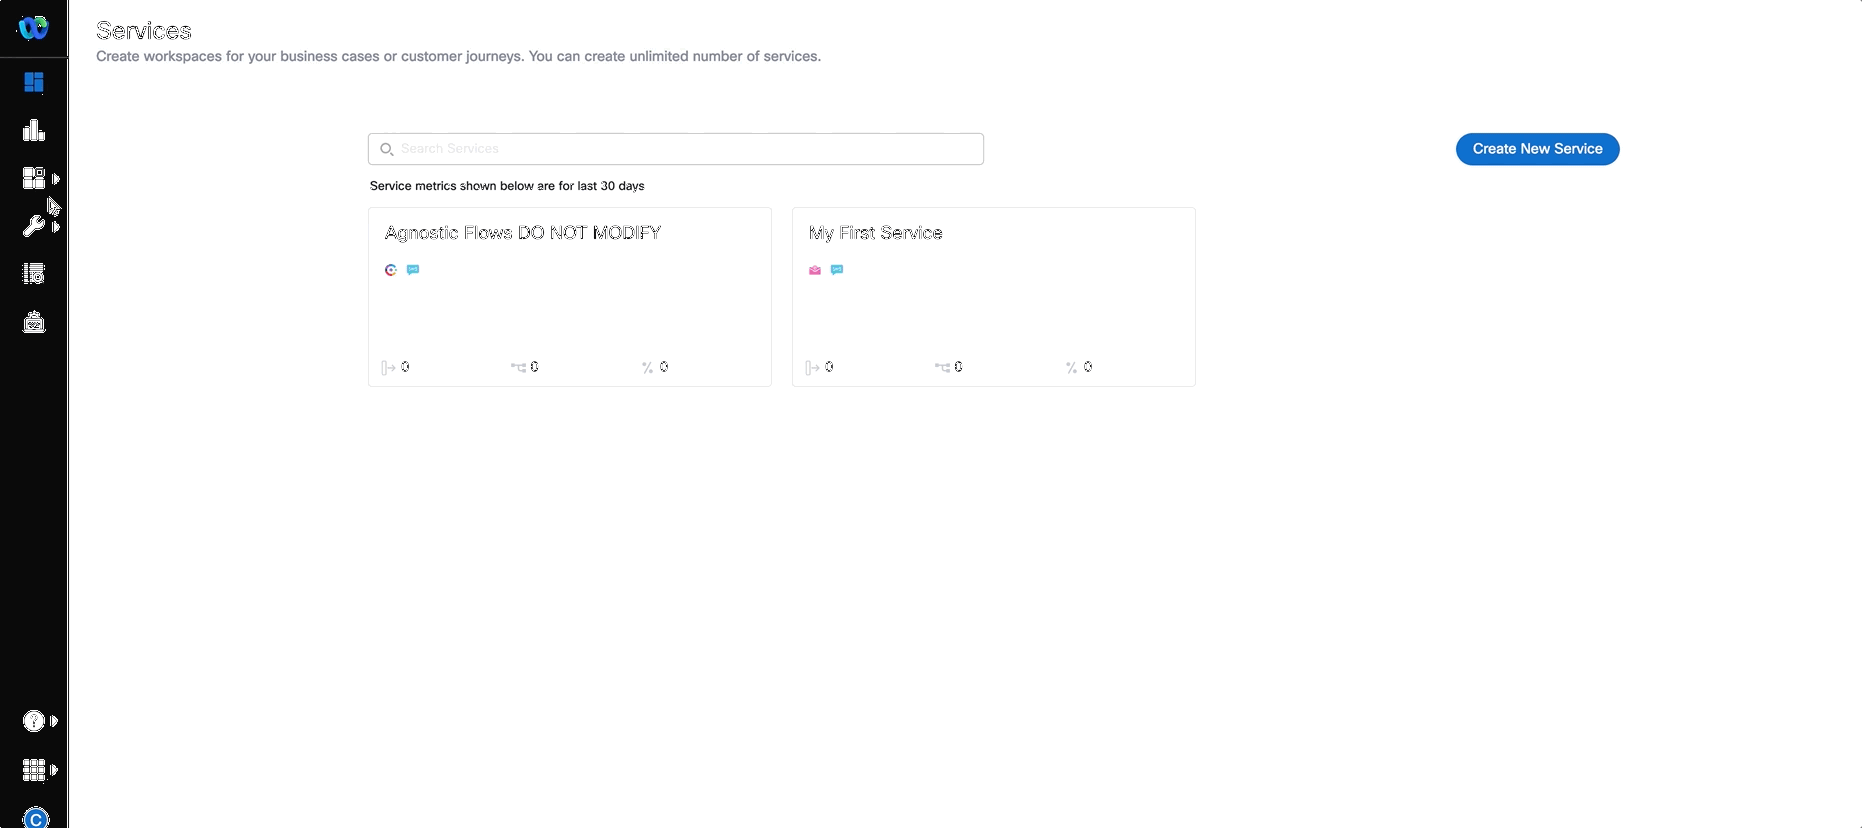 Services
Create workspaces for your business cases or customer journeys. You can create unlimited number of services.
Search Services
Create New Service
Service metrics shown below are for last 30 days
Agnostic Flows DO NOT MODIFY
My First Service
0 0 0
0 0 0
?
C